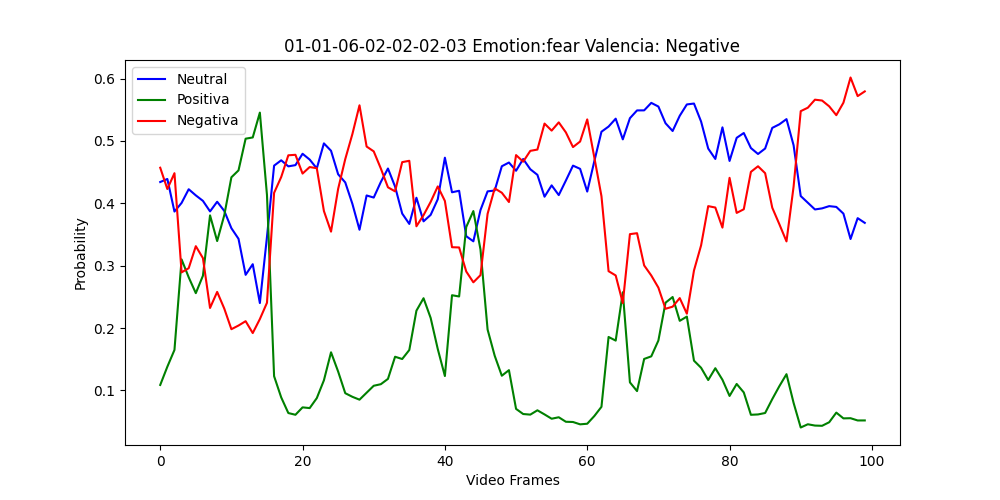 01-01-06-02-02-02-03 Emotion:fear Valencia: Negative
Neutral
Positiva
Negativa
0.6
0.5
0.4
0.3
0.2
0.1
Probability
0 20 40 60 80 100
Video Frames